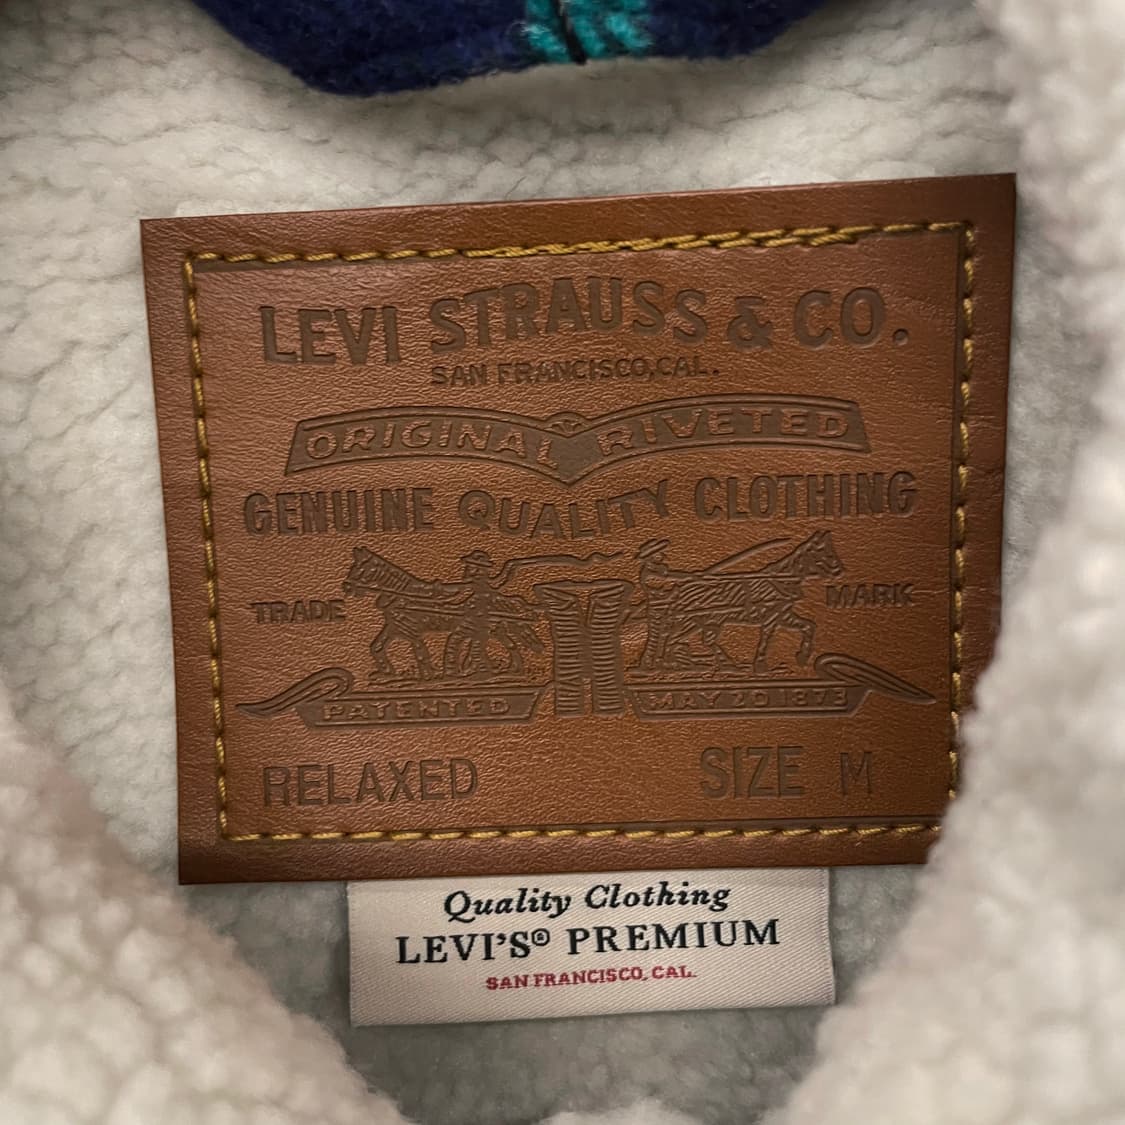 LEVI STRAUSS & CO.
SAN FRANCISCO, CAL.
ORIGINAL RIVETED
GENUINE QUALITY CLOTHING
TRADE MARK
PATENTED MAY 20 1873
RELAXED SIZE M
Quality Clothing
LEVI'S® PREMIUM
SAN FRANCISCO, CAL.